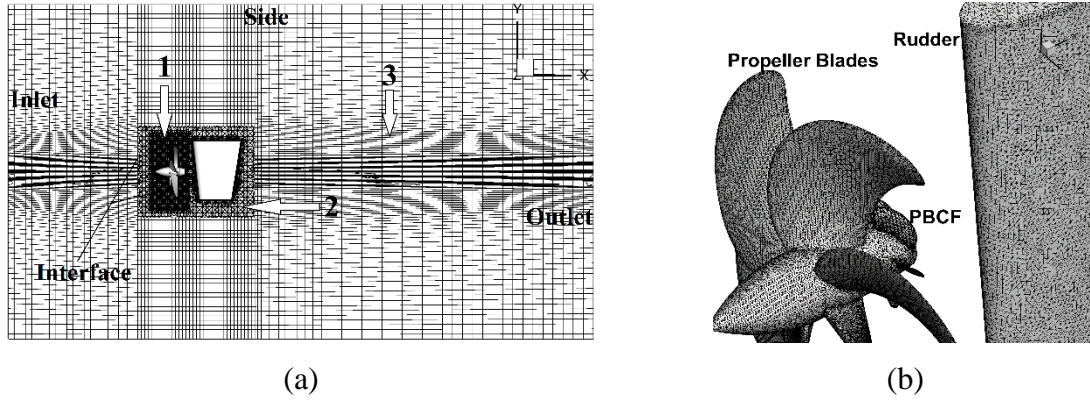 Side
Y
Z X
1
3
Inlet
2
Outlet
Interface
Rudder
Propeller Blades
PBCF
(a)
(b)